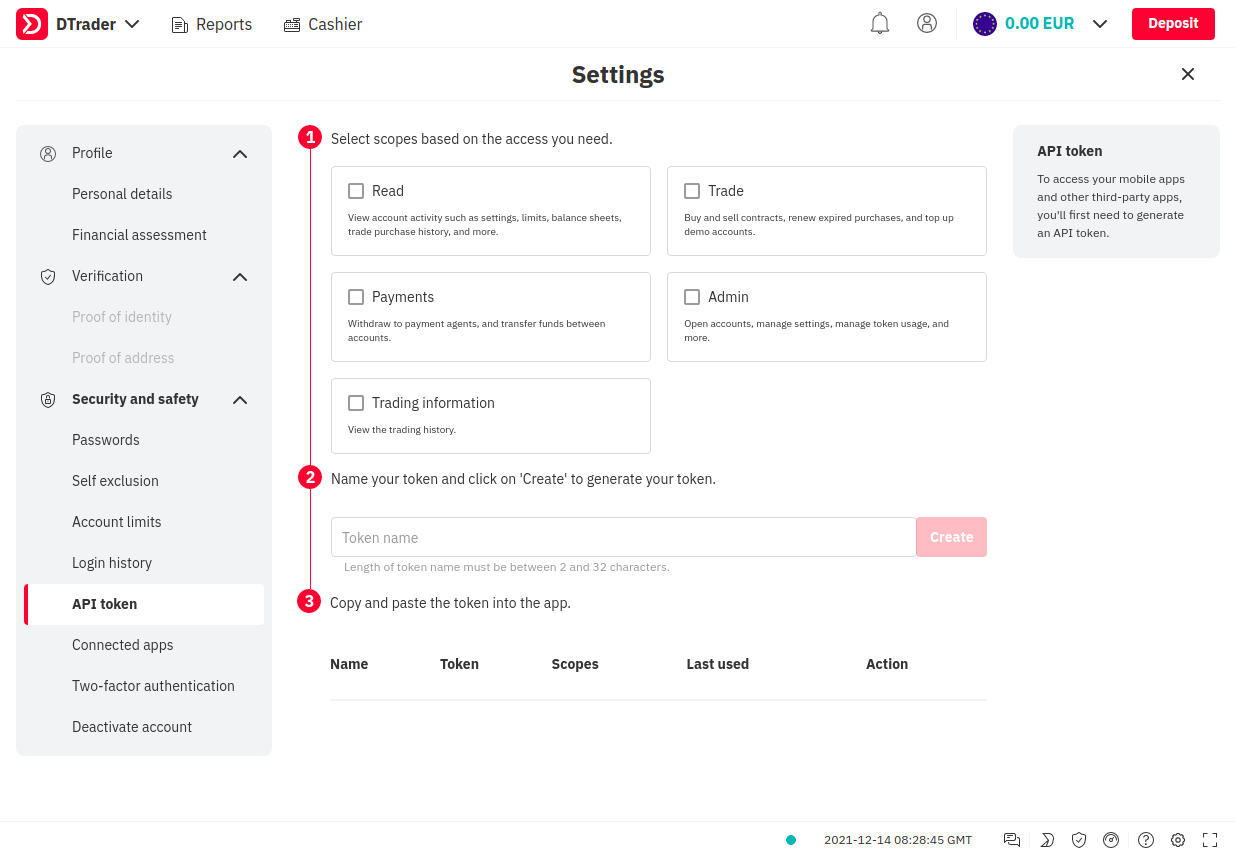 DTrader
Reports
Cashier
0.00 EUR
Deposit
Settings
Profile
Personal details
Financial assessment
Verification
Proof of identity
Proof of address
Security and safety
Passwords
Self exclusion
Account limits
Login history
API token
Connected apps
Two-factor authentication
Deactivate account
1 Select scopes based on the access you need.
Read
View account activity such as settings, limits, balance sheets,
trade purchase history, and more.
Trade
Buy and sell contracts, renew expired purchases, and top up
demo accounts.
Payments
Withdraw to payment agents, and transfer funds between
accounts.
Admin
Open accounts, manage settings, manage token usage, and
more.
Trading information
View the trading history.
2 Name your token and click on 'Create' to generate your token.
Token name
Create
Length of token name must be between 2 and 32 characters.
3 Copy and paste the token into the app.
Name Token Scopes Last used Action
API token
To access your mobile apps
and other third-party apps,
you'll first need to generate
an API token.
2021-12-14 08:28:45 GMT